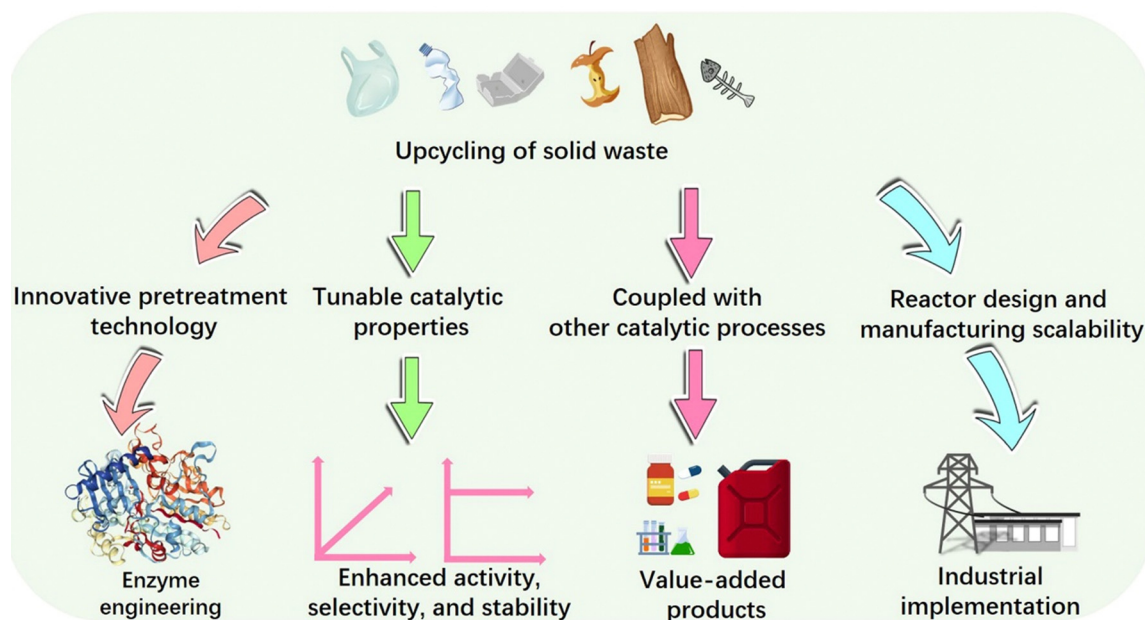 Upcycling of solid waste
Innovative pretreatment
technology
Tunable catalytic
properties
Coupled with
other catalytic processes
Reactor design and
manufacturing scalability
Enzyme
engineering
Enhanced activity,
selectivity, and stability
Value-added
products
Industrial
implementation